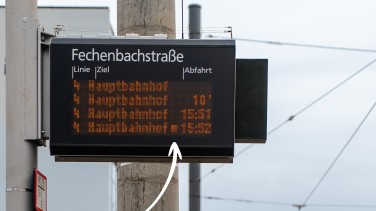 Fechenbachstraße
Linie Ziel Abfahrt
4 Hauptbahnhof
4 Hauptbahnhof 10'
4 Hauptbahnhof 15:51
4 Hauptbahnhof 15:52